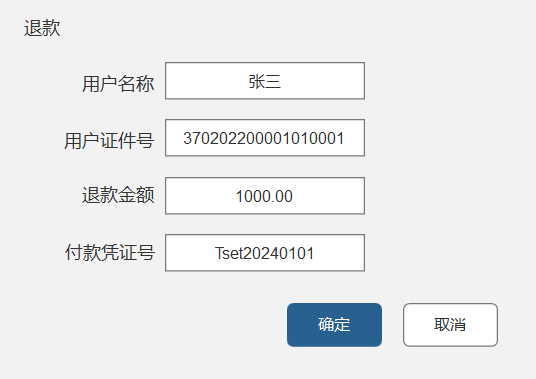 退款
用户名称 张三
用户证件号 370202200001010001
退款金额 1000.00
付款凭证号 Tset20240101
确定 取消